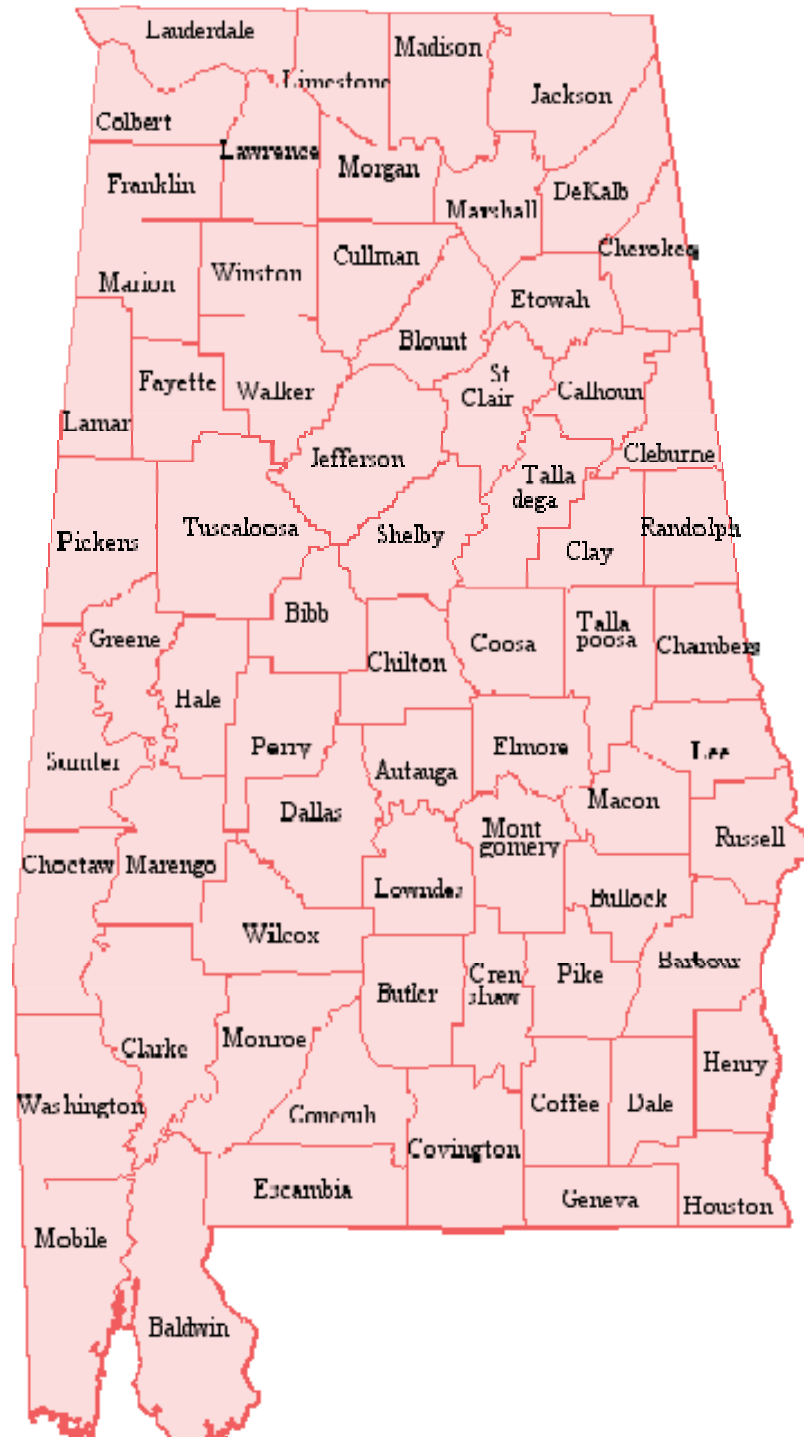 Lauderdale
Limestone
Madison
Jackson
Colbert
Lawrence
Morgan
Franklin
Marshall
DeKalb
Cherokee
Marion
Winston
Cullman
Etowah
Blount
Fayette
Walker
St
Clair
Calhoun
Lamar
Jefferson
Cleburne
Talla
dega
Pickens
Tuscaloosa
Shelby
Clay
Randolph
Greene
Bibb
Coosa
Talla
poosa
Chambers
Hale
Chilton
Sumter
Perry
Autauga
Elmore
Lee
Dallas
Macon
Mont
gomery
Russell
Choctaw
Marengo
Lowndes
Bullock
Wilcox
Butler
Cren
shaw
Pike
Barbour
Clarke
Monroe
Henry
Washington
Conecuh
Covington
Coffee
Dale
Escambia
Geneva
Houston
Mobile
Baldwin